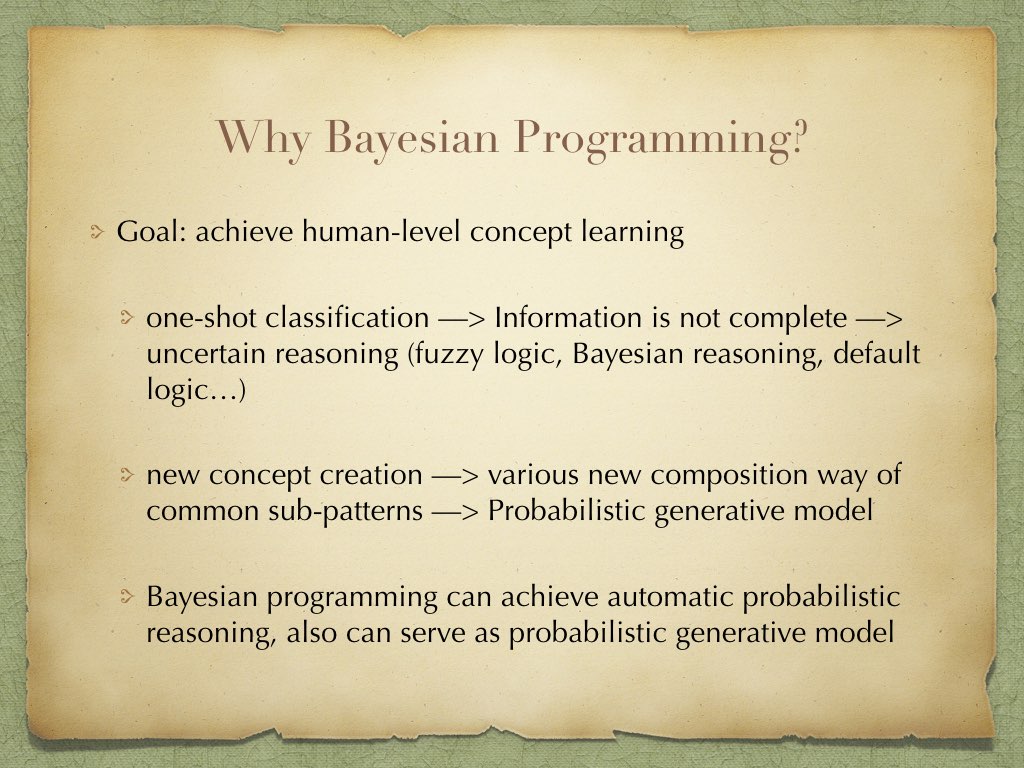 Why Bayesian Programming?
Goal: achieve human-level concept learning
one-shot classification —> Information is not complete —>
uncertain reasoning (fuzzy logic, Bayesian reasoning, default
logic…)
new concept creation —> various new composition way of
common sub-patterns —> Probabilistic generative model
Bayesian programming can achieve automatic probabilistic
reasoning, also can serve as probabilistic generative model